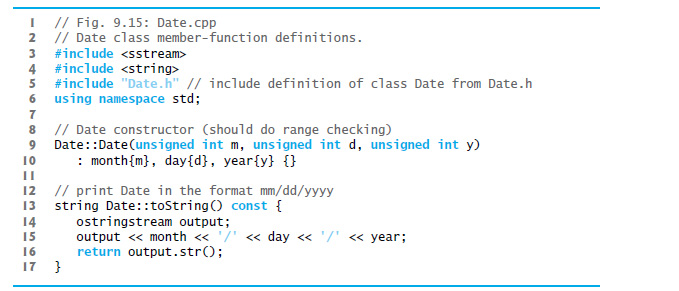 1 // Fig. 9.15: Date.cpp
2 // Date class member-function definitions.
3 #include <sstream>
4 #include <string>
5 #include "Date.h" // include definition of class Date from Date.h
6 using namespace std;
7
8 // Date constructor (should do range checking)
9 Date::Date(unsigned int m, unsigned int d, unsigned int y)
10    : month{m}, day{d}, year{y} {}
11
12 // print Date in the format mm/dd/yyyy
13 string Date::toString() const {
14    ostringstream output;
15    output << month << '/' << day << '/' << year;
16    return output.str();
17 }